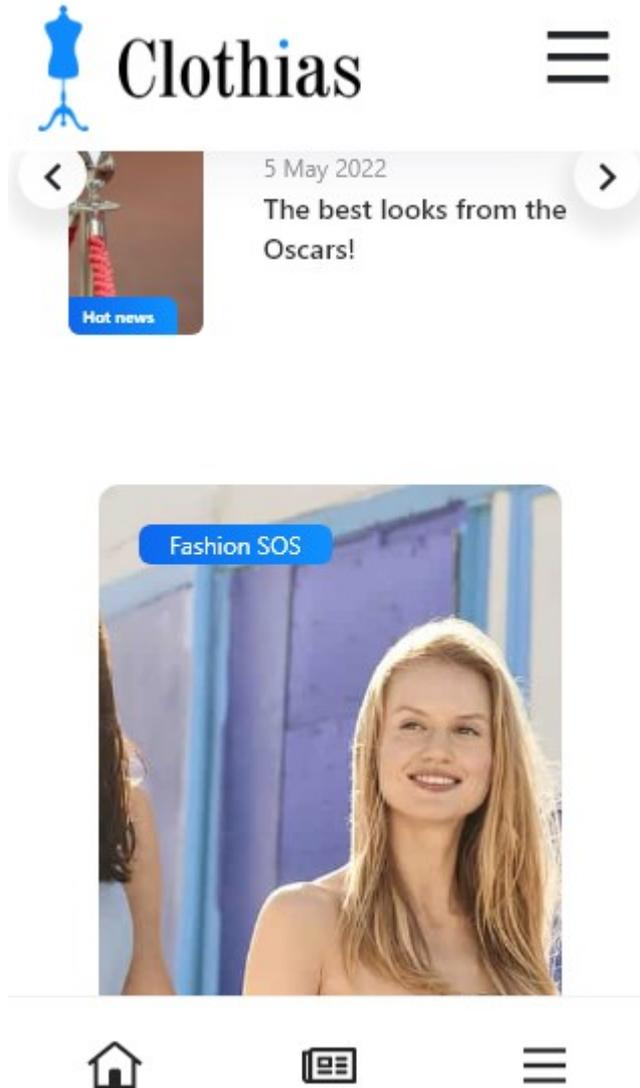 Clothias
5 May 2022
The best looks from the
Oscars!
Hot news
Fashion SOS